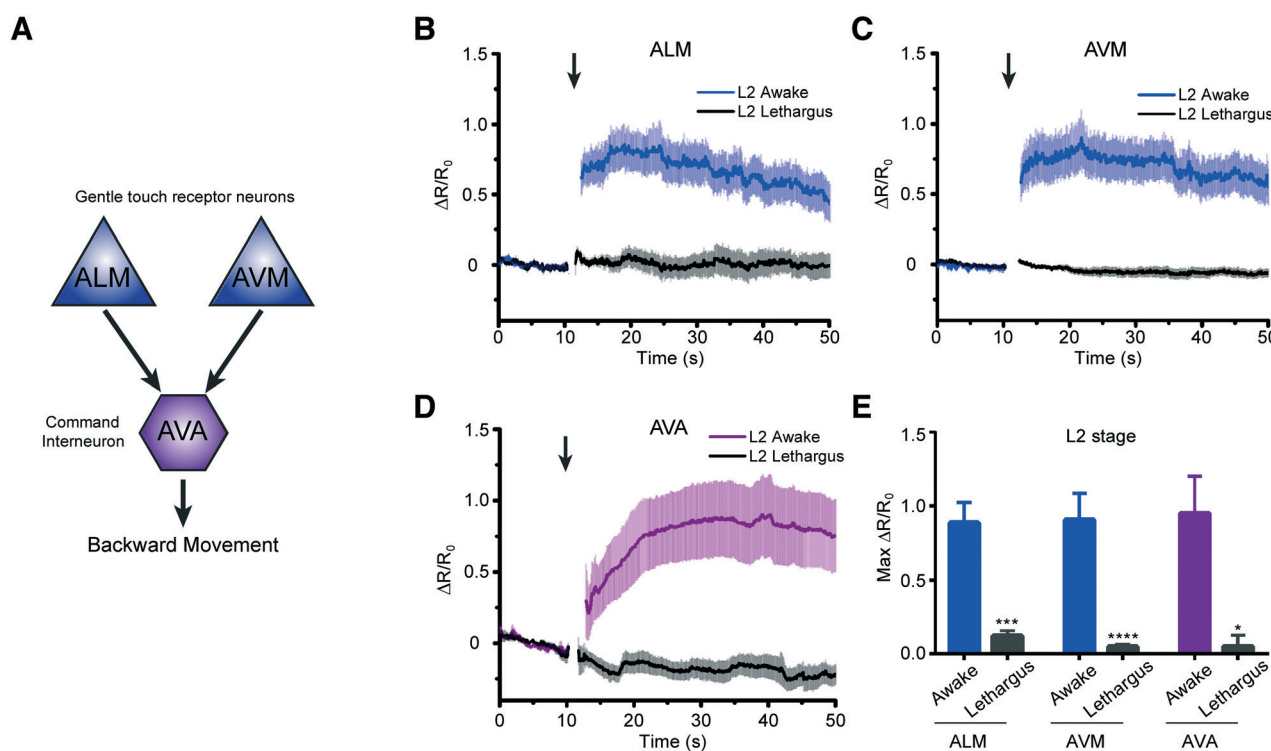 A
Gentle touch receptor neurons
ALM
AVM
Command
Interneuron
AVA
Backward Movement
B
ALM
L2 Awake
L2 Lethargus
ΔR/R₀
1.5
1.0
0.5
0
0 10 20 30 40 50
Time (s)
C
AVM
L2 Awake
L2 Lethargus
ΔR/R₀
1.5
1.0
0.5
0
0 10 20 30 40 50
Time (s)
D
AVA
L2 Awake
L2 Lethargus
ΔR/R₀
1.5
1.0
0.5
0
0 10 20 30 40 50
Time (s)
E
L2 stage
Max ΔR/R₀
1.5
1.0
0.5
0.0
*** **** *
Awake Lethargus Awake Lethargus Awake Lethargus
ALM AVM AVA